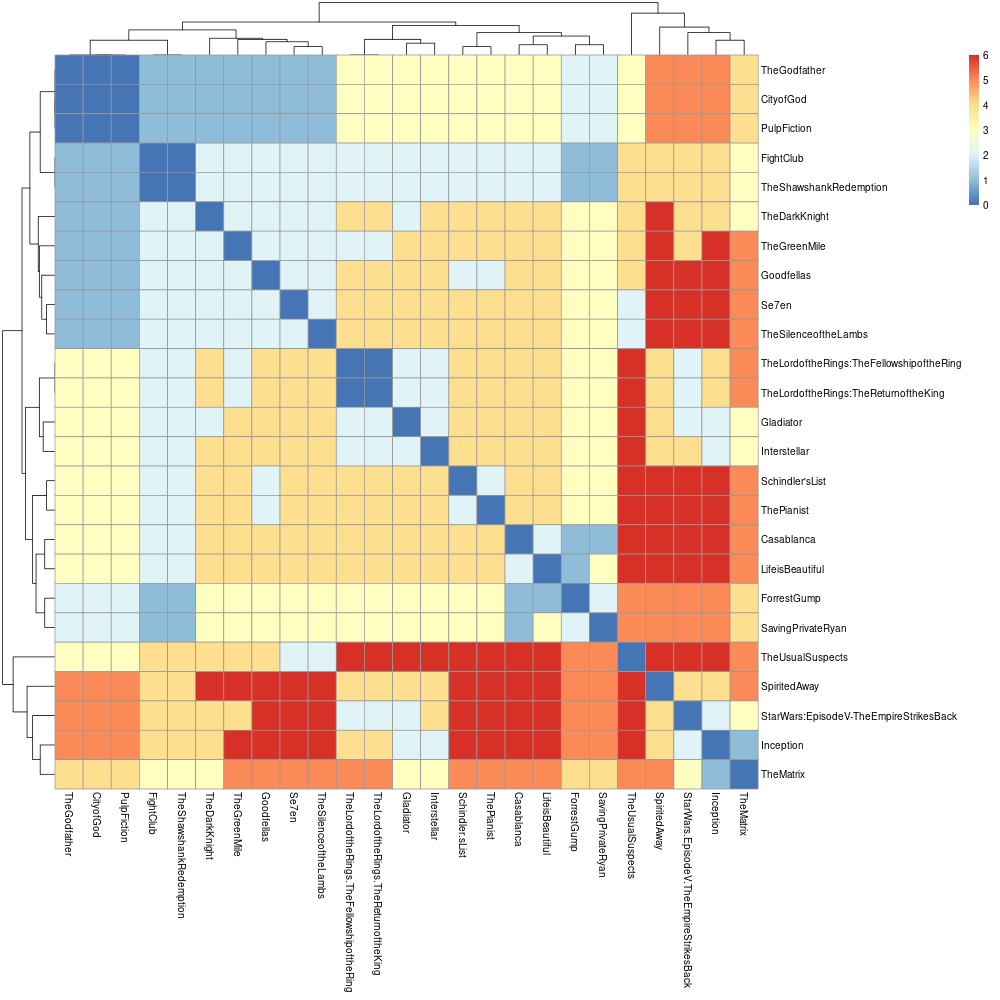 TheGodfather
CityofGod
PulpFiction
FightClub
TheShawshankRedemption
TheDarkKnight
TheGreenMile
Goodfellas
Se7en
TheSilenceoftheLambs
TheLordoftheRings:TheFellowshipoftheRing
TheLordoftheRings:TheReturnoftheKing
Gladiator
Interstellar
Schindler'sList
ThePianist
Casablanca
LifeisBeautiful
ForrestGump
SavingPrivateRyan
TheUsualSuspects
SpiritedAway
StarWars:EpisodeV-TheEmpireStrikesBack
Inception
TheMatrix
6
5
4
3
2
1
0
TheGodfather
CityofGod
PulpFiction
FightClub
TheShawshankRedemption
TheDarkKnight
TheGreenMile
Goodfellas
Se7en
TheSilenceoftheLambs
TheLordoftheRings.TheFellowshipoftheRing
TheLordoftheRings.TheReturnoftheKing
Gladiator
Interstellar
Schindler.sList
ThePianist
Casablanca
LifeisBeautiful
ForrestGump
SavingPrivateRyan
TheUsualSuspects
SpiritedAway
StarWars.EpisodeV.TheEmpireStrikesBack
Inception
TheMatrix